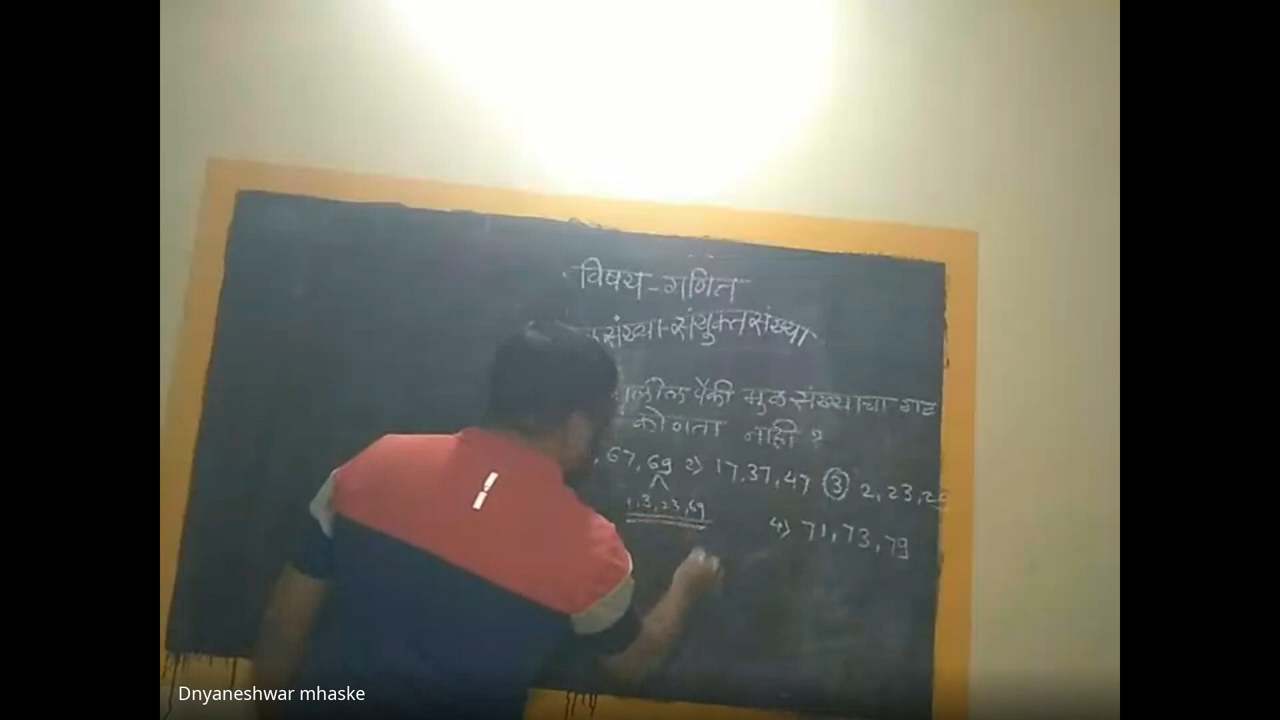 विषय-गणित
संख्या-संयुक्त संख्या
पैकी मुळसंख्याचा गट
कोणता नाही ?
67, 69 2) 17, 37, 47 ③ 2, 23,
1, 3, 23, 69
4) 71, 73, 79
Dnyaneshwar mhaske